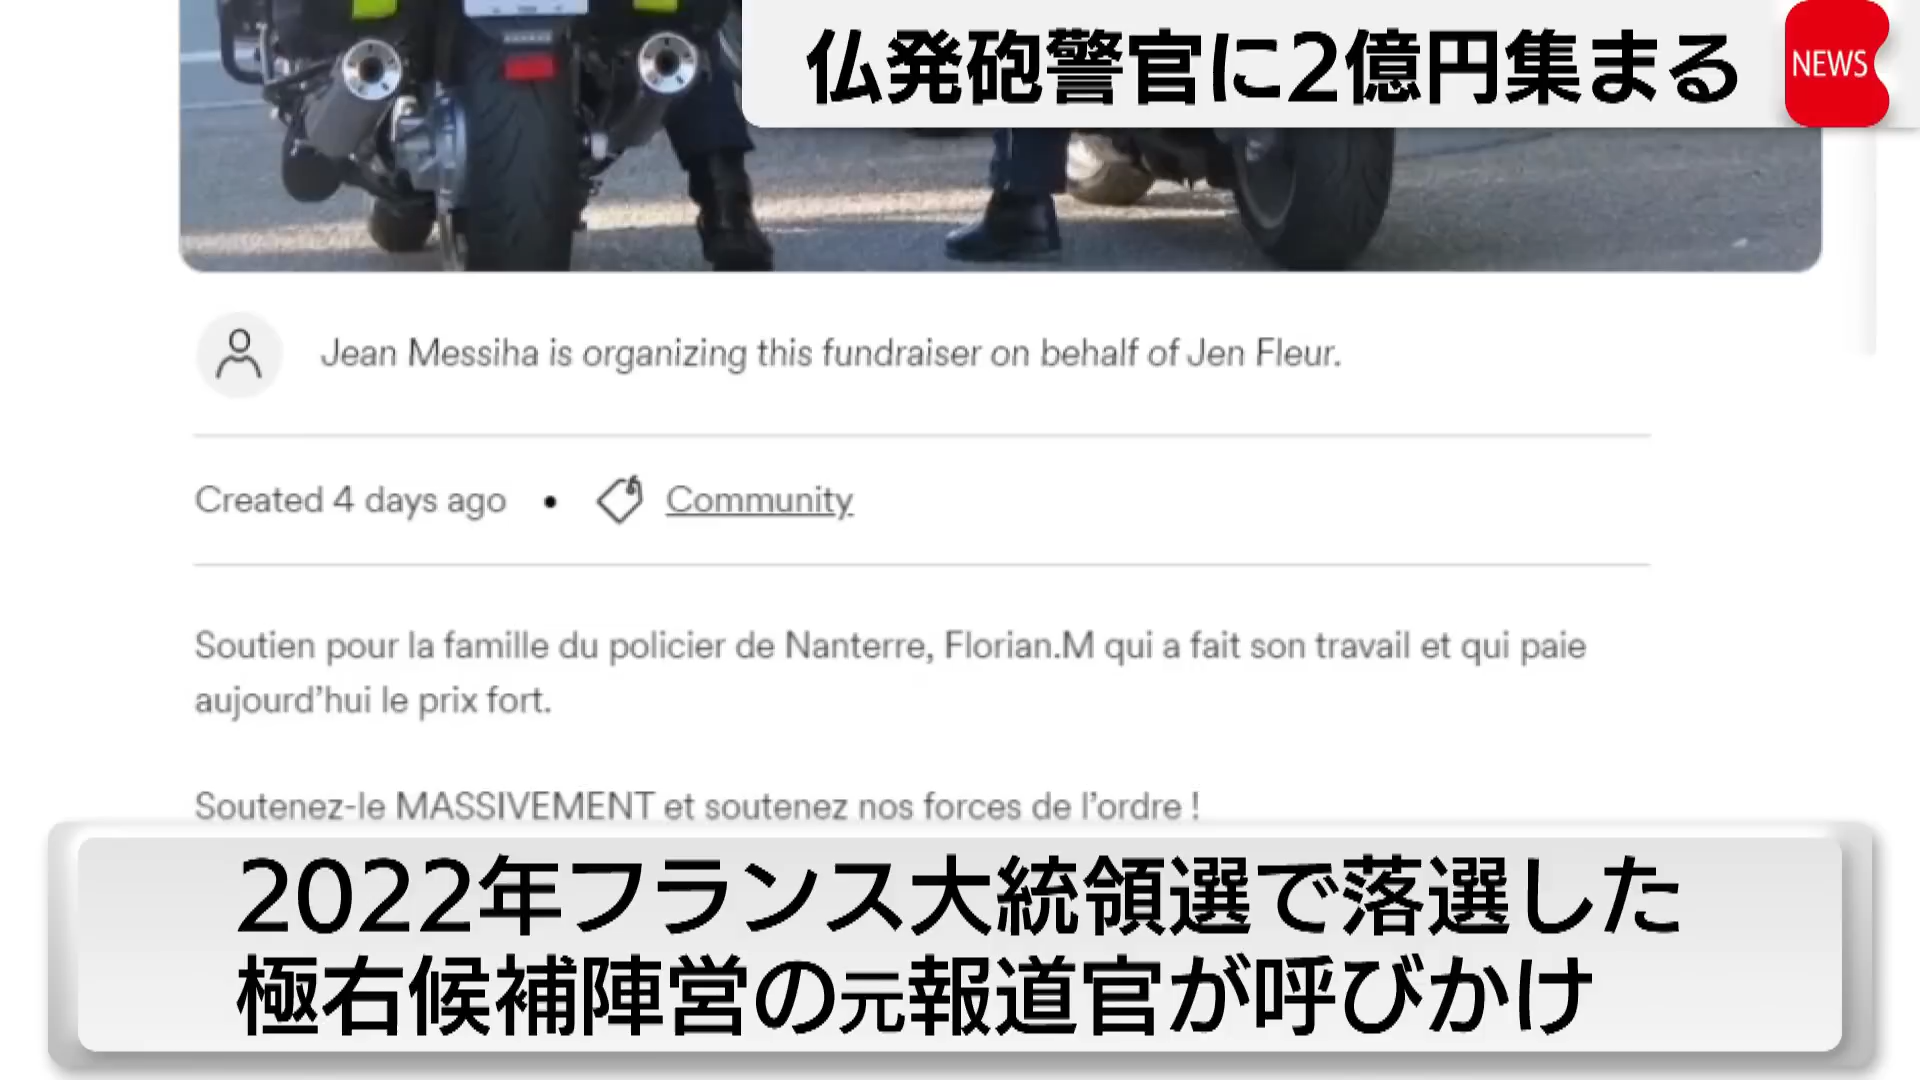 仏発砲警官に2億円集まる
NEWS
Jean Messiha is organizing this fundraiser on behalf of Jen Fleur.
Created 4 days ago • Community
Soutien pour la famille du policier de Nanterre, Florian.M qui a fait son travail et qui paie
aujourd’hui le prix fort.
Soutenez-le MASSIVEMENT et soutenez nos forces de l’ordre !
2022年フランス大統領選で落選した
極右候補陣営の元報道官が呼びかけ